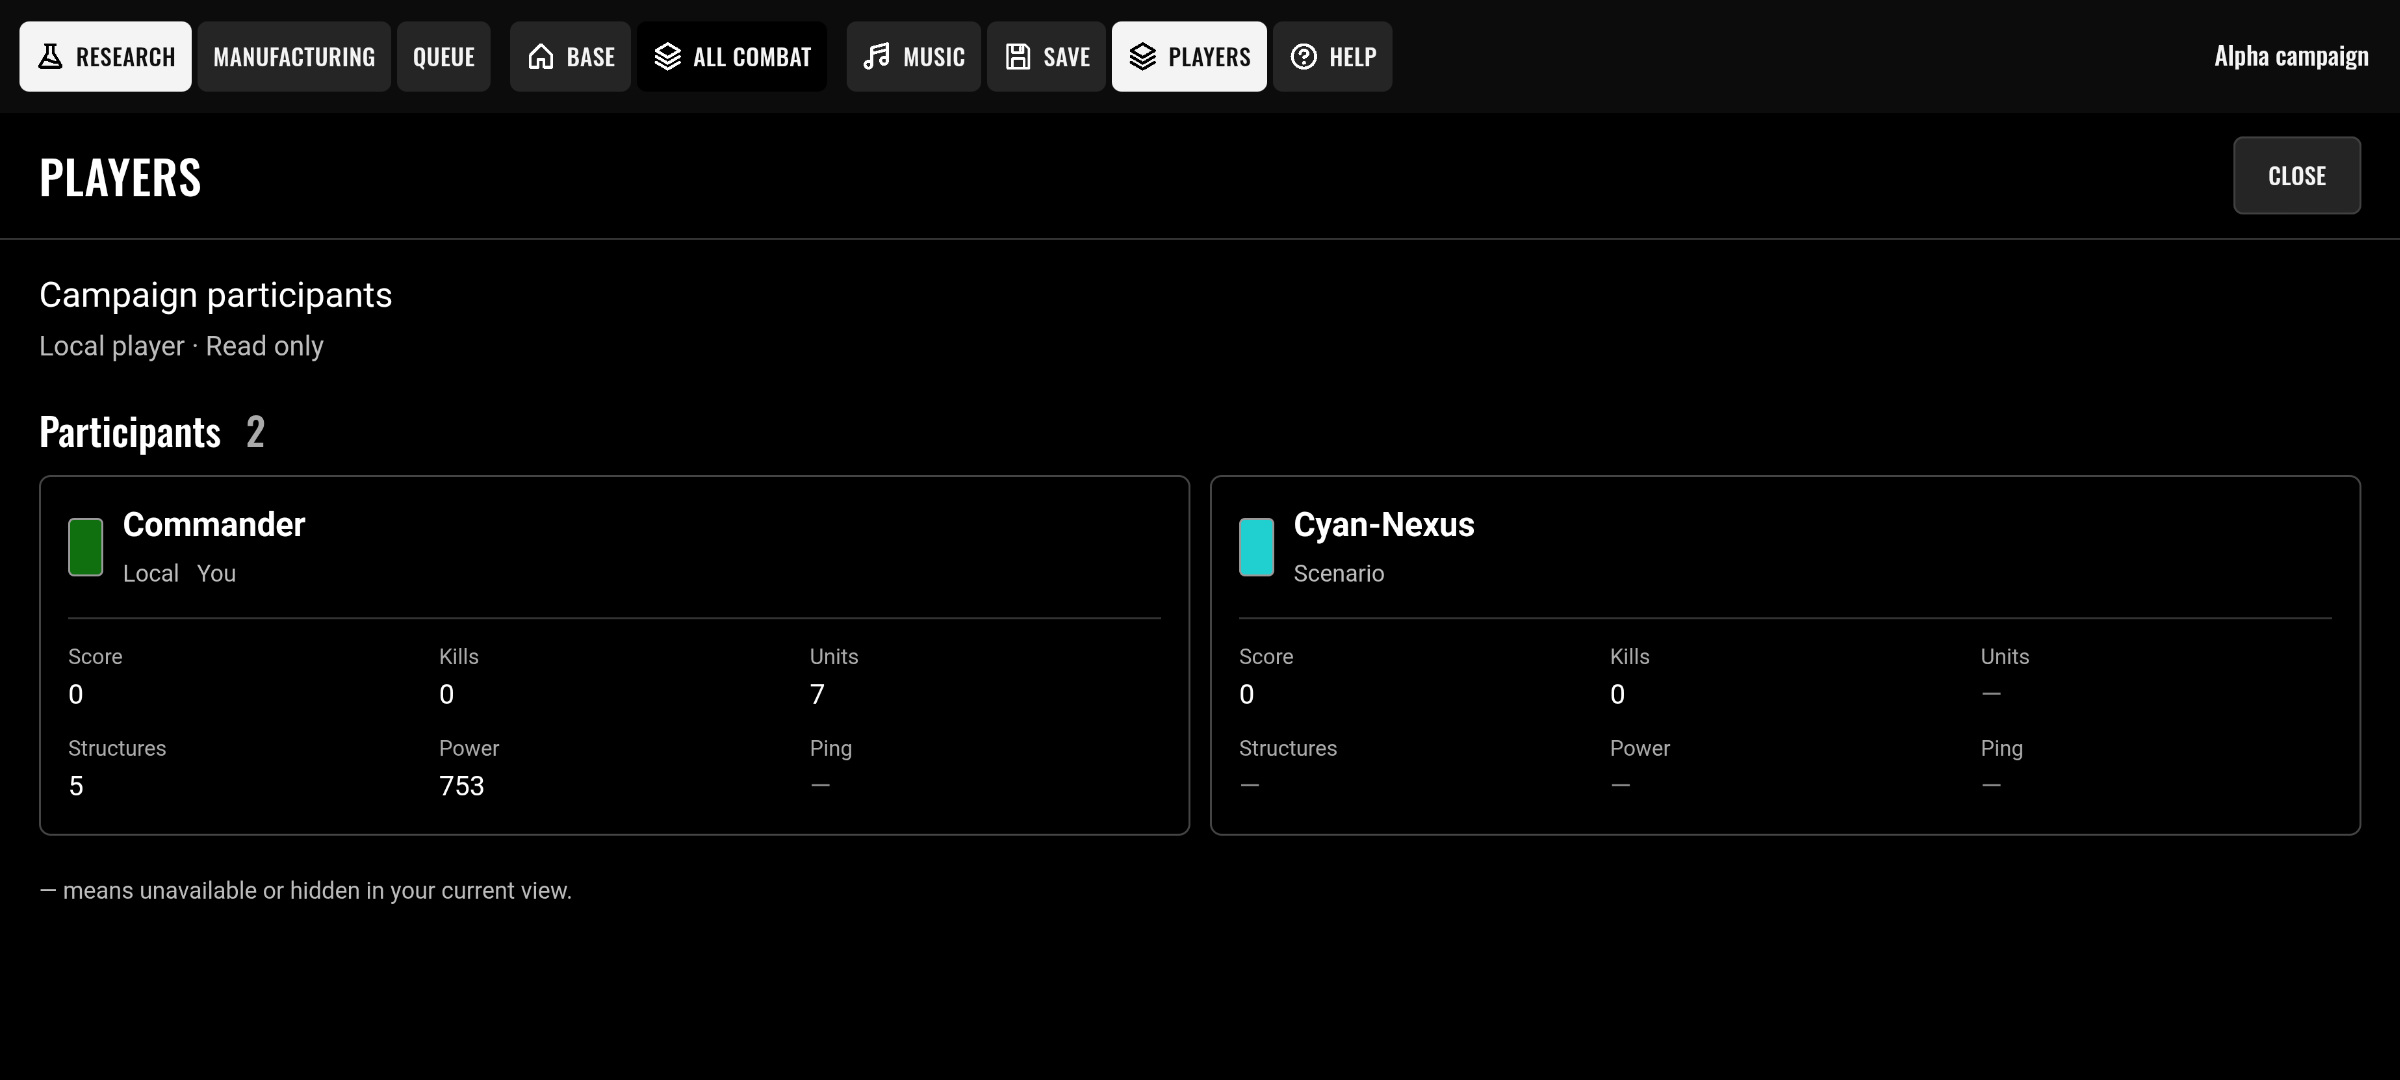 RESEARCH MANUFACTURING QUEUE BASE ALL COMBAT MUSIC SAVE PLAYERS HELP Alpha campaign
PLAYERS CLOSE
Campaign participants
Local player · Read only
Participants 2
Commander
Local You
Score Kills Units
0 0 7
Structures Power Ping
5 753 —
Cyan-Nexus
Scenario
Score Kills Units
0 0 —
Structures Power Ping
— — —
— means unavailable or hidden in your current view.